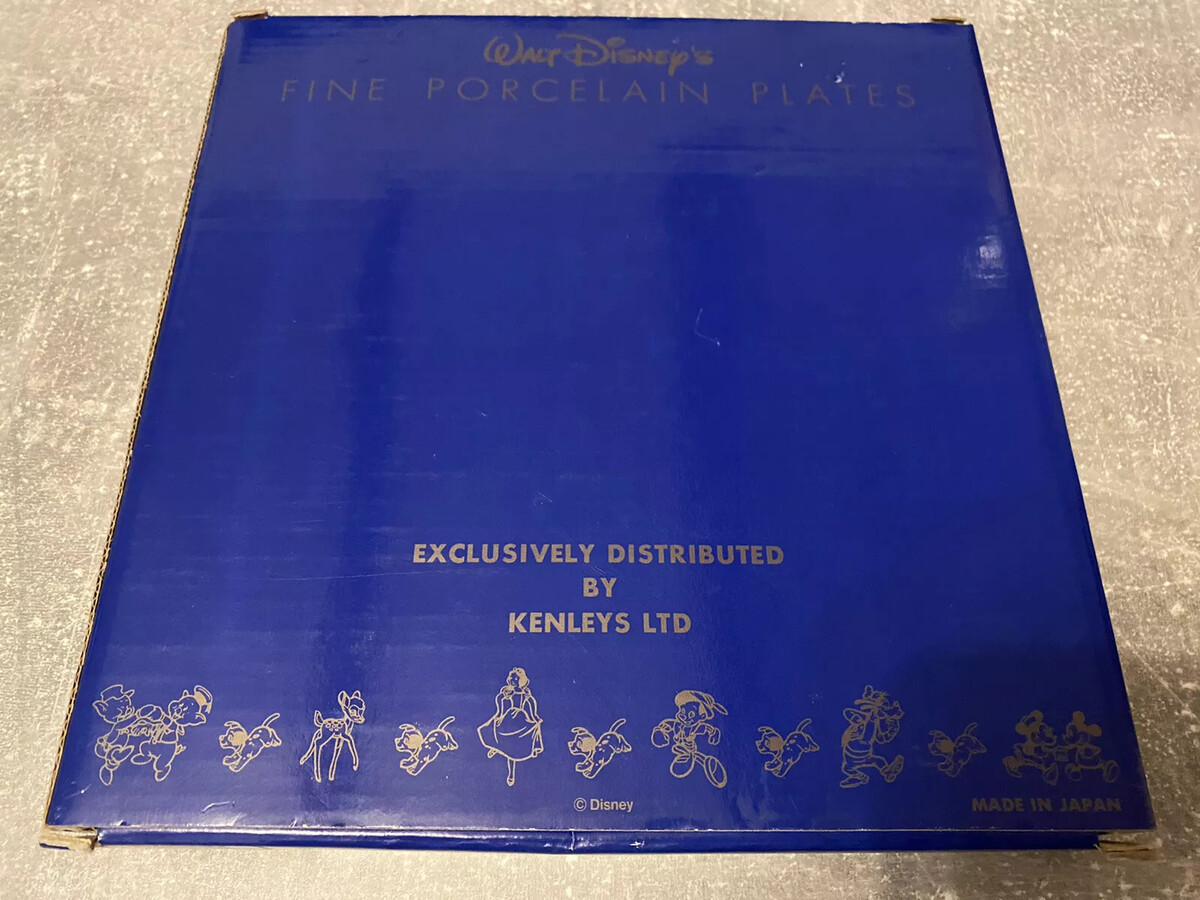 Walt Disney's
FINE PORCELAIN PLATES
EXCLUSIVELY DISTRIBUTED
BY
KENLEYS LTD
© Disney
MADE IN JAPAN